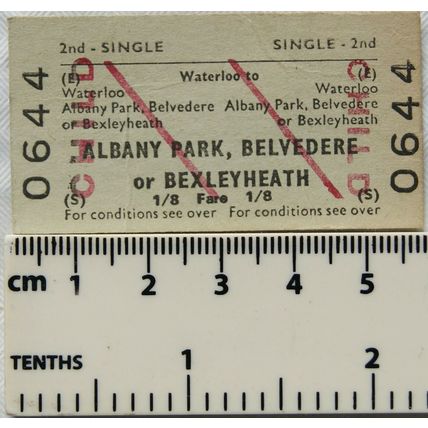 2nd - SINGLE SINGLE - 2nd
(E) Waterloo to (E)
Waterloo Waterloo
Albany Park, Belvedere Albany Park, Belvedere
or Bexleyheath or Bexleyheath
ALBANY PARK, BELVEDERE
or BEXLEYHEATH
(S) 1/8 Fare 1/8 (S)
For conditions see over For conditions see over
0644
CHILD
CHILD
0644
cm 1 2 3 4 5
TENTHS 1 2